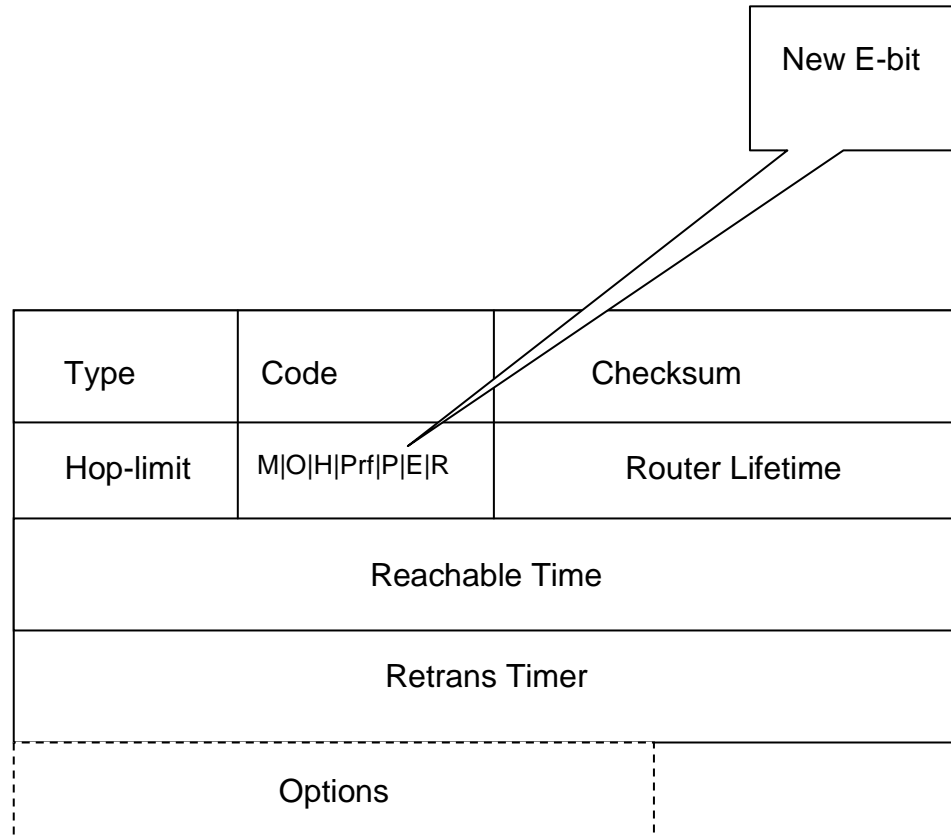 New E-bit
Type Code Checksum
Hop-limit M|O|H|Prf|P|E|R Router Lifetime
Reachable Time
Retrans Timer
Options